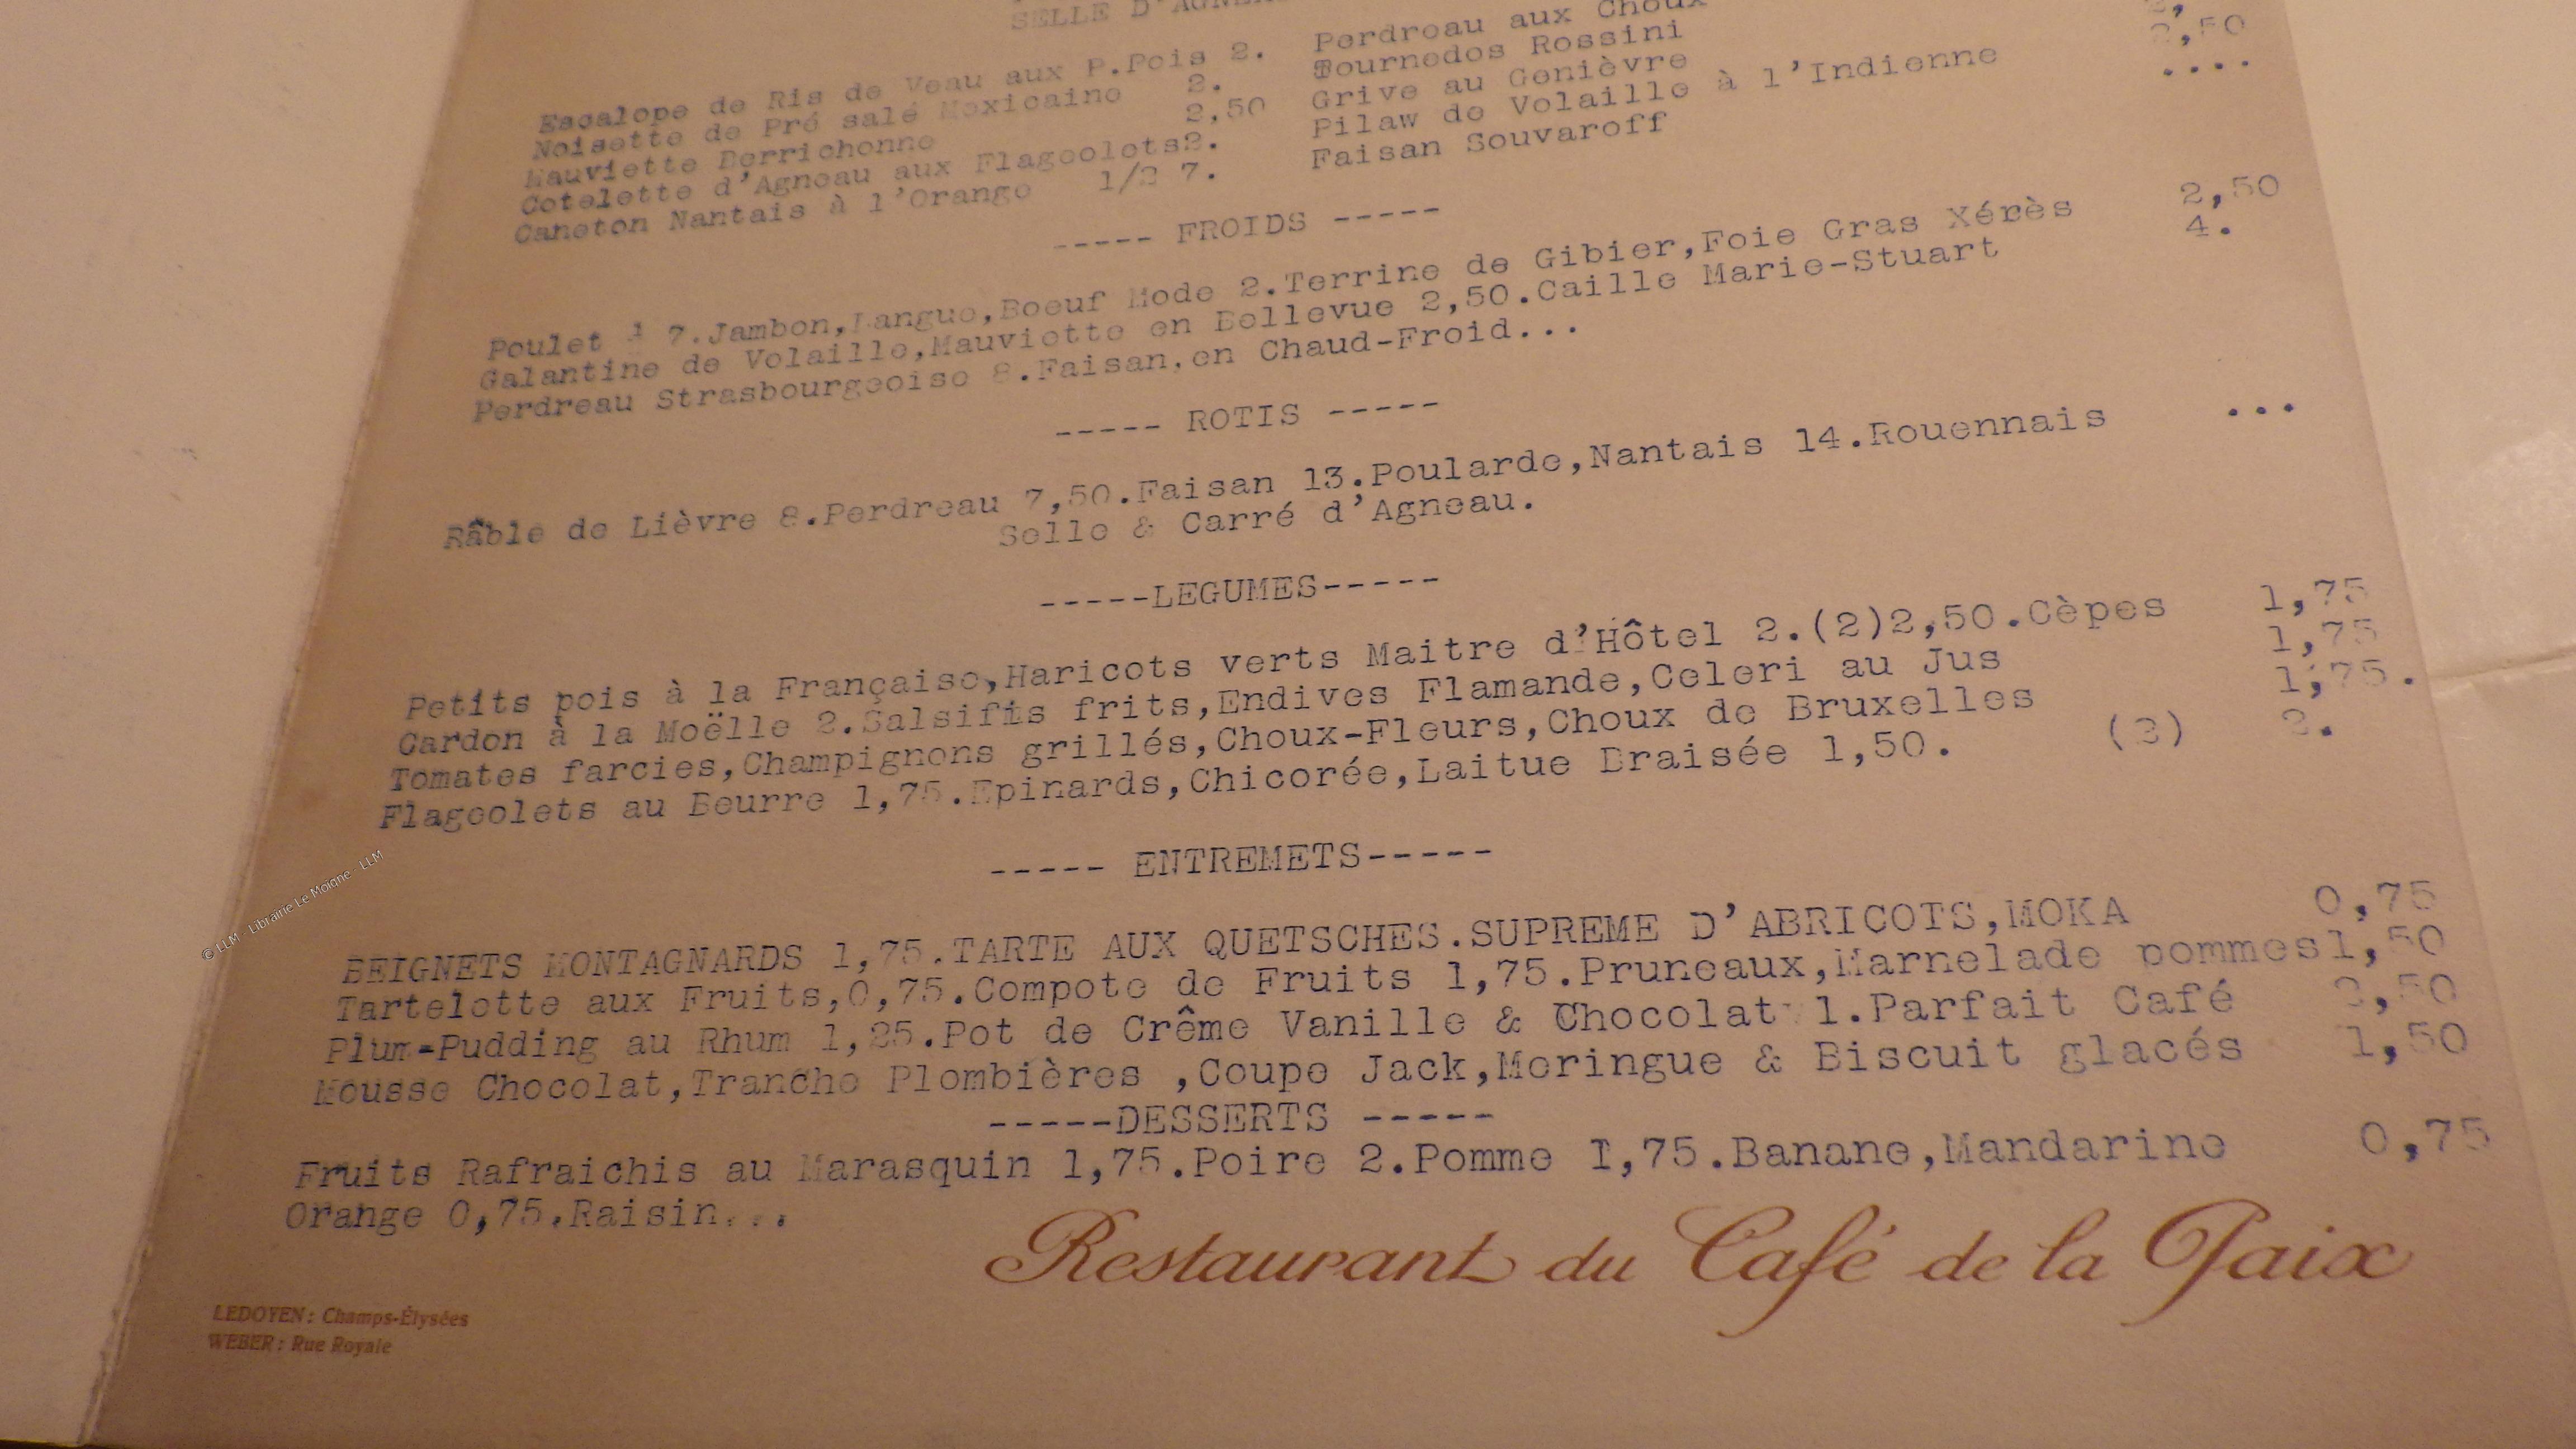 SELLE D'AGNEA
Escalope de Ris de Veau aux P.Pois 2.
Noisette de Pré salé Mexicaine 2.
Mauviette Berrichonne 2,50
Cotelette d'Agneau aux Flageolets2.
Caneton Nantais à l'Orange 1/2 7.
Perdreau aux Choux
Tournedos Rossini 2,50
Grive au Genièvre ....
Pilaw de Volaille à l'Indienne
Faisan Souvaroff
----- FROIDS -----
Poulet 7.Jambon,Langue,Boeuf Mode 2.Terrine de Gibier,Foie Gras Xérès 2,50
Galantine de Volaille,Mauviette en Bellevue 2,50.Caille Marie-Stuart 4.
Perdreau Strasbourgeoise 8.Faisan.en Chaud-Froid...
----- ROTIS -----
Râble de Lièvre 8.Perdreau 7,50.Faisan 13.Poularde,Nantais 14.Rouennais ...
Selle & Carré d'Agneau.
-----LEGUMES-----
Petits pois à la Française,Haricots verts Maitre d'Hôtel 2.(2)2,50.Cèpes 1,75
Cardon à la Moëlle 2.Salsifis frits,Endives Flamande,Celeri au Jus 1,75
Tomates farcies,Champignons grillés,Choux-Fleurs,Choux de Bruxelles 1,75.
Flageolets au Beurre 1,75.Epinards,Chicorée,Laitue Braisée 1,50. (3) 2.
----- ENTREMETS-----
BEIGNETS MONTAGNARDS 1,75.TARTE AUX QUETSCHES.SUPREME D'ABRICOTS,MOKA 0,75
Tartelette aux Fruits,0,75.Compote de Fruits 1,75.Pruneaux,Marnelade pommes1,50
Plum-Pudding au Rhum 1,25.Pot de Crême Vanille & Chocolat 1.Parfait Café 2,50
Mousse Chocolat,Tranche Plombières ,Coupe Jack,Meringue & Biscuit glacés 1,50
-----DESSERTS -----
Fruits Rafraichis au Marasquin 1,75.Poire 2.Pomme I,75.Banane,Mandarine 0,75
Orange 0,75.Raisin...
Restaurant du Café de la Paix
LEDOYEN: Champs-Élysées
WEBER: Rue Royale
© LLM - Librairie Le Moigne - LLM